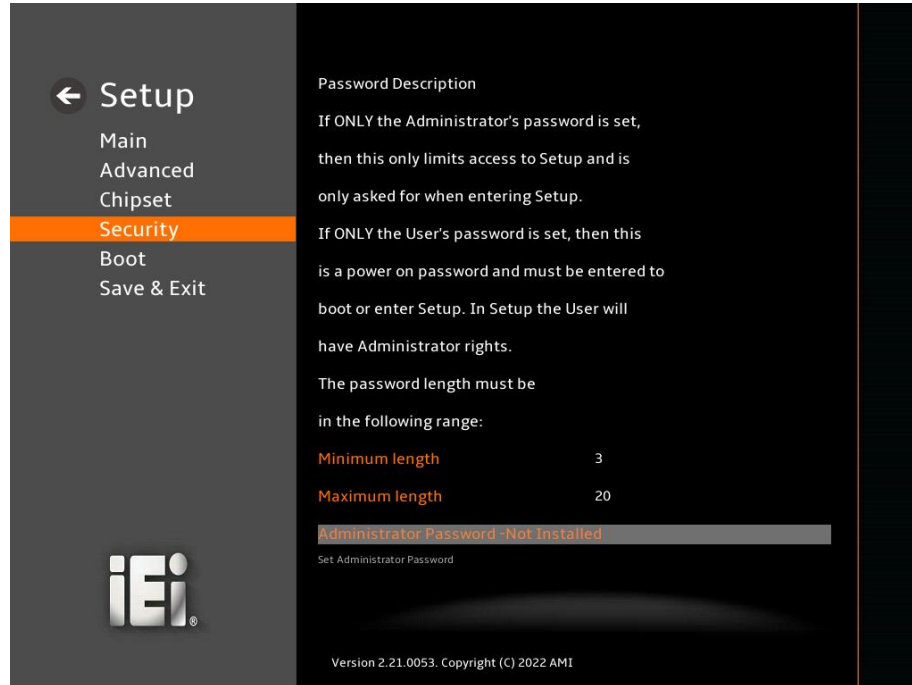 Setup
Main
Advanced
Chipset
Security
Boot
Save & Exit
Password Description
If ONLY the Administrator's password is set,
then this only limits access to Setup and is
only asked for when entering Setup.
If ONLY the User's password is set, then this
is a power on password and must be entered to
boot or enter Setup. In Setup the User will
have Administrator rights.
The password length must be
in the following range:
Minimum length 3
Maximum length 20
Administrator Password -Not Installed
Set Administrator Password
iEi®
Version 2.21.0053. Copyright (C) 2022 AMI